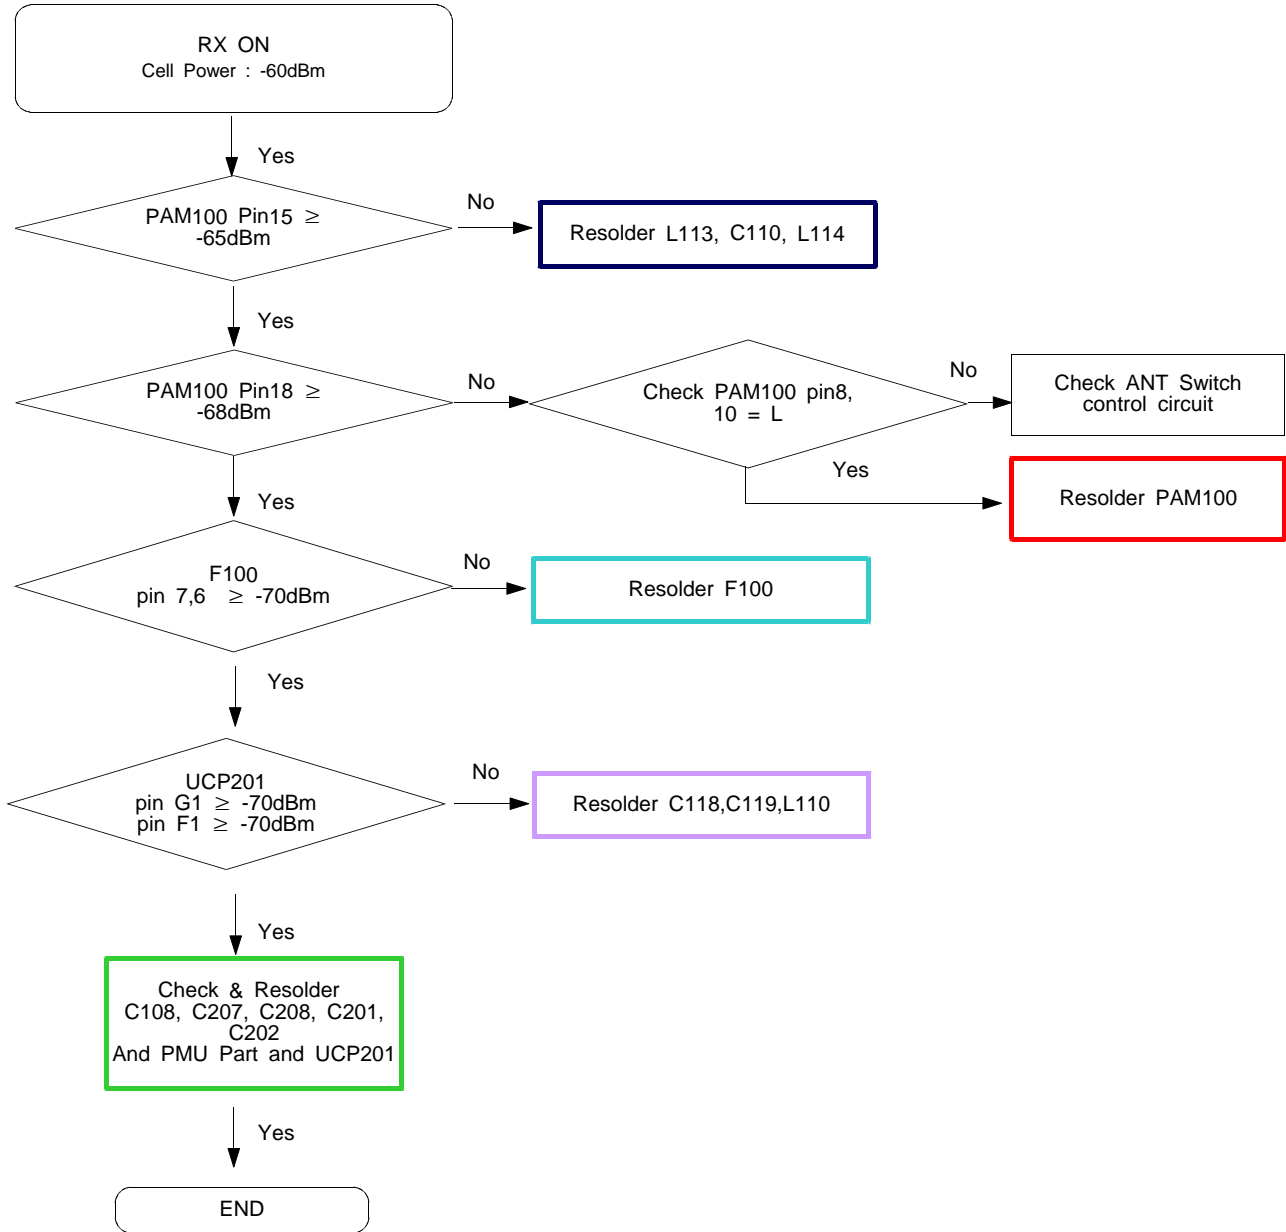 RX ON
Cell Power : -60dBm
Yes
PAM100 Pin15 ≥
-65dBm
No
Resolder L113, C110, L114
Yes
PAM100 Pin18 ≥
-68dBm
No
Check PAM100 pin8,
10 = L
No
Check ANT Switch
control circuit
Yes
Resolder PAM100
Yes
F100
pin 7,6 ≥ -70dBm
No
Resolder F100
Yes
UCP201
pin G1 ≥ -70dBm
pin F1 ≥ -70dBm
No
Resolder C118,C119,L110
Yes
Check & Resolder
C108, C207, C208, C201,
C202
And PMU Part and UCP201
Yes
END